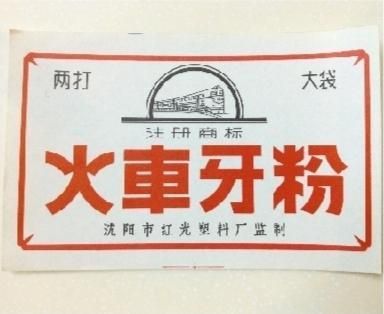 两打 大袋
注册商标
火車牙粉
沈阳市红光塑料厂监制